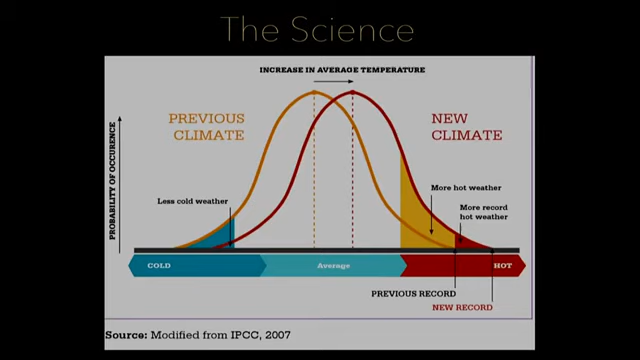 The Science
INCREASE IN AVERAGE TEMPERATURE
PREVIOUS
CLIMATE
NEW
CLIMATE
PROBABILITY OF OCCURENCE
Less cold weather
More hot weather
More record
hot weather
COLD
Average
HOT
PREVIOUS RECORD
NEW RECORD
Source: Modified from IPCC, 2007